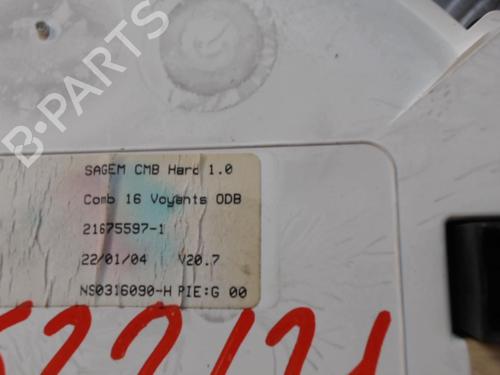 B-PARTS
SAGEM CMB Hard 1.0
Comb 16 Voyants ODB
21675597-1
22/01/04 V20.7
NS0316090-H PIE:G 00